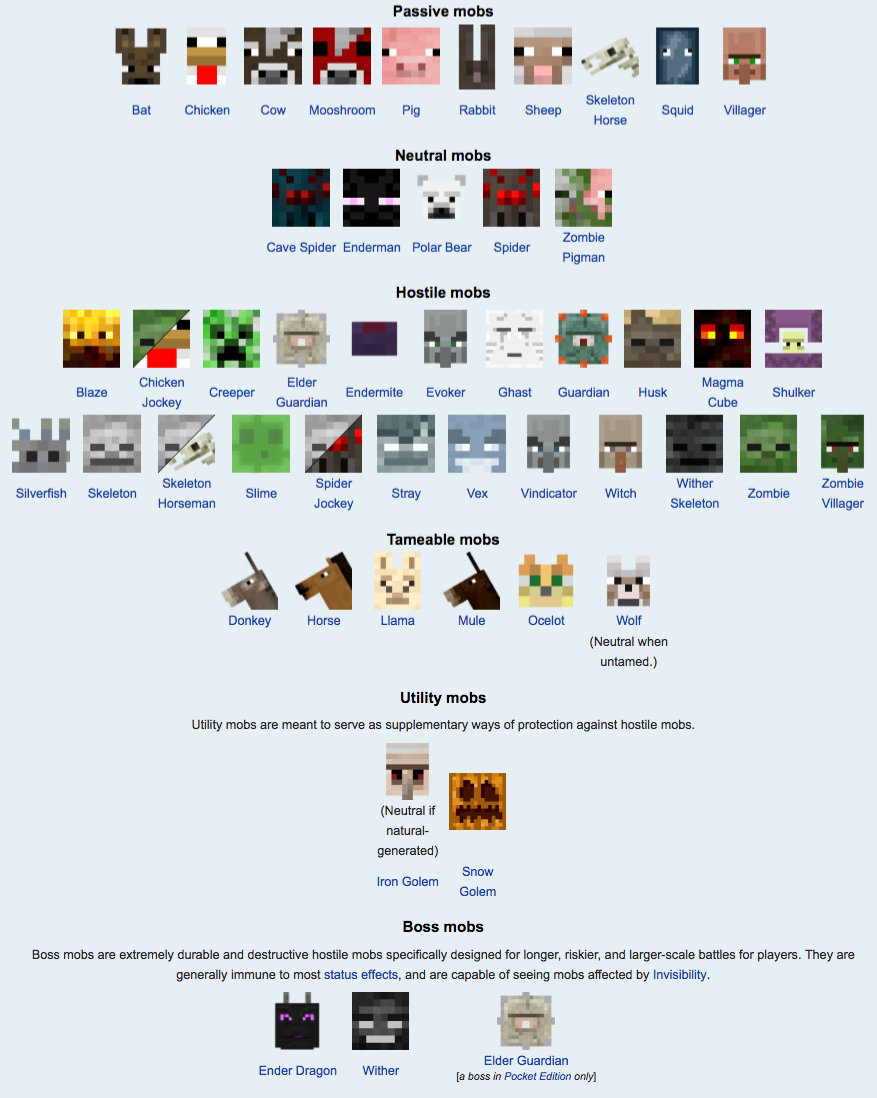 Passive mobs
Bat Chicken Cow Mooshroom Pig Rabbit Sheep Skeleton Horse Squid Villager
Neutral mobs
Cave Spider Enderman Polar Bear Spider Zombie Pigman
Hostile mobs
Blaze Chicken Jockey Creeper Elder Guardian Endermite Evoker Ghast Guardian Husk Magma Cube Shulker
Silverfish Skeleton Skeleton Horseman Slime Spider Jockey Stray Vex Vindicator Witch Wither Skeleton Zombie Zombie Villager
Tameable mobs
Donkey Horse Llama Mule Ocelot Wolf
(Neutral when
untamed.)
Utility mobs
Utility mobs are meant to serve as supplementary ways of protection against hostile mobs.
(Neutral if
natural-
generated)
Iron Golem
Snow
Golem
Boss mobs
Boss mobs are extremely durable and destructive hostile mobs specifically designed for longer, riskier, and larger-scale battles for players. They are
generally immune to most status effects, and are capable of seeing mobs affected by Invisibility.
Ender Dragon Wither Elder Guardian
[a boss in Pocket Edition only]